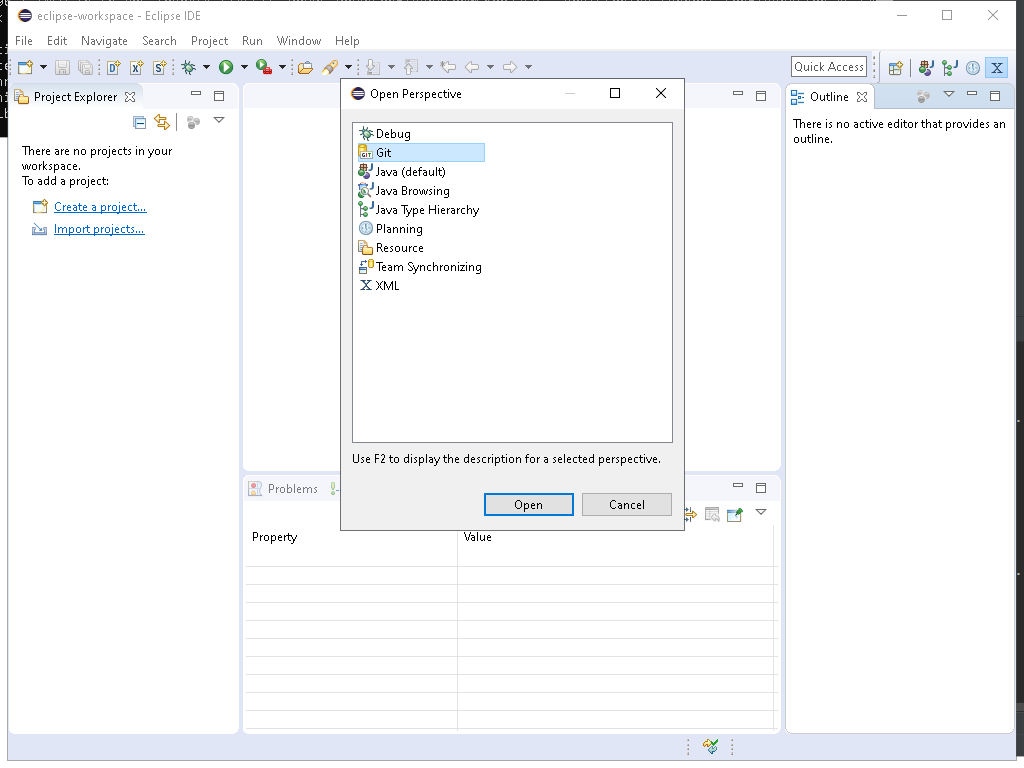 eclipse-workspace - Eclipse IDE
File Edit Navigate Search Project Run Window Help
Quick Access
Project Explorer
There are no projects in your
workspace.
To add a project:
Create a project...
Import projects...
Open Perspective
Debug
Git
Java (default)
Java Browsing
Java Type Hierarchy
Planning
Resource
Team Synchronizing
XML
Use F2 to display the description for a selected perspective.
Open Cancel
Outline
There is no active editor that provides an
outline.
Problems
Property Value